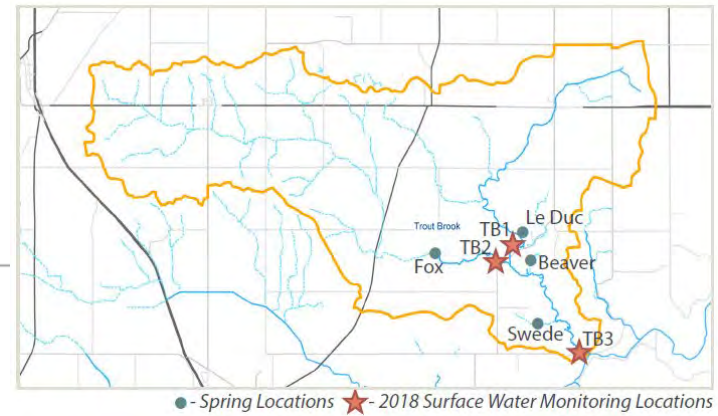 Le Duc
Trout Brook
TB1
TB2
Fox
Beaver
Swede
TB3
- Spring Locations
- 2018 Surface Water Monitoring Locations